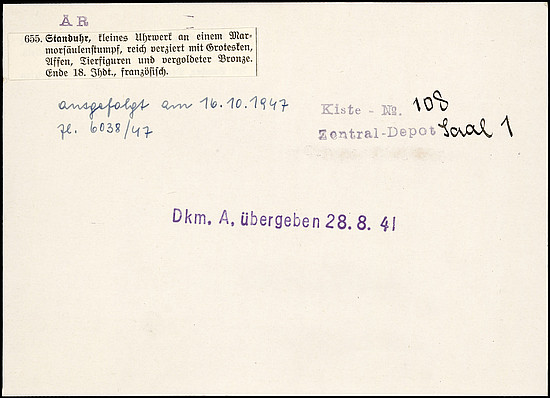 ÄR
655. Standuhr, kleines Uhrwerk an einem Mar-
morsäulenstumpf, reich verziert mit Grotesken,
Affen, Tierfiguren und vergoldeter Bronze.
Ende 18. Jhdt., französisch.
ausgefolgt am 16.10.1947
Zl. 6038/47
Kiste - No. 108
Zentral-Depot Saal 1
Dkm. A. übergeben 28. 8. 41